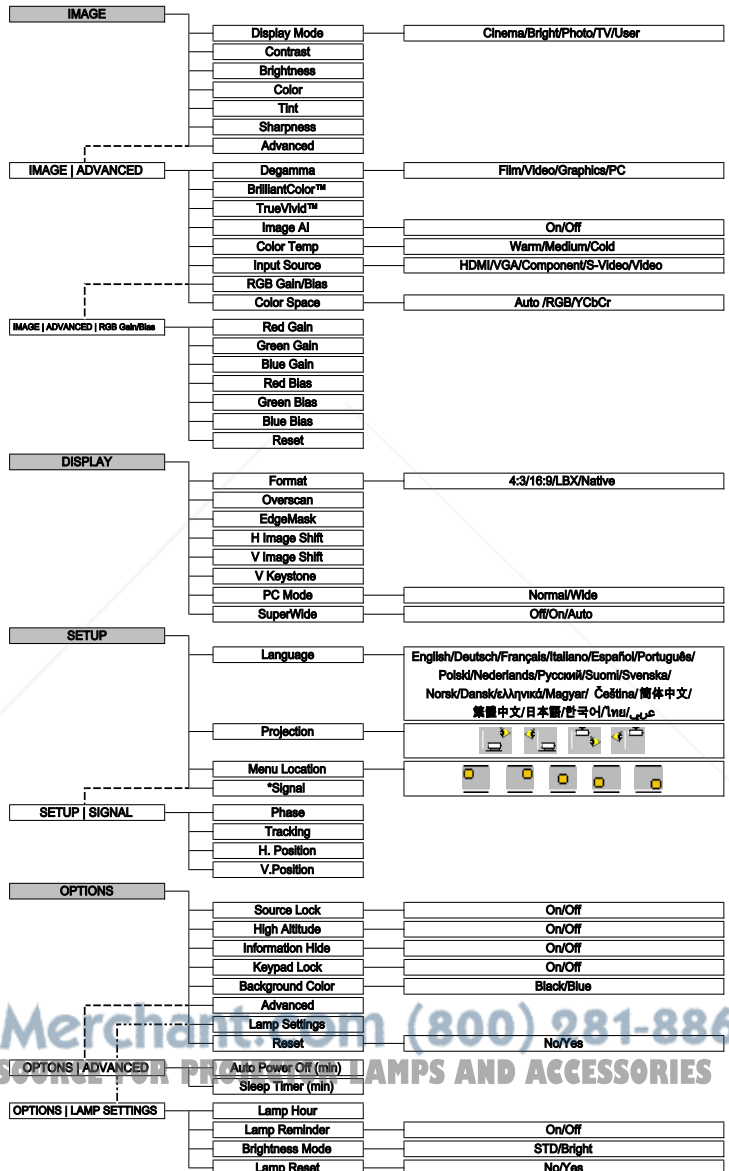 IMAGE
Display Mode Cinema/Bright/Photo/TV/User
Contrast
Brightness
Color
Tint
Sharpness
Advanced
IMAGE | ADVANCED Degamma Film/Video/Graphics/PC
BrilliantColor™
TrueVivid™
Image AI On/Off
Color Temp Warm/Medium/Cold
Input Source HDMI/VGA/Component/S-Video/Video
RGB Gain/Bias
Color Space Auto /RGB/YCbCr
IMAGE | ADVANCED | RGB Gain/Bias Red Gain
Green Gain
Blue Gain
Red Bias
Green Bias
Blue Bias
Reset
DISPLAY
Format 4:3/16:9/LBX/Native
Overscan
EdgeMask
H Image Shift
V Image Shift
V Keystone
PC Mode Normal/Wide
SuperWide Off/On/Auto
SETUP
Language English/Deutsch/Français/Italiano/Español/Português/
Polski/Nederlands/Русский/Suomi/Svenska/
Norsk/Dansk/ελληνικά/Magyar/ Čeština/简体中文/
繁體中文/日本語/한국어/ไทย/عربي
Projection
Menu Location
*Signal
SETUP | SIGNAL Phase
Tracking
H. Position
V.Position
OPTIONS
Source Lock On/Off
High Altitude On/Off
Information Hide On/Off
Keypad Lock On/Off
Background Color Black/Blue
Advanced
Merchant.com (800) 281-886
Lamp Settings
Reset No/Yes
SOURCE FOR PROJECTOR LAMPS AND ACCESSORIES
OPTONS | ADVANCED Auto Power Off (min)
Sleep Timer (min)
OPTIONS | LAMP SETTINGS Lamp Hour
Lamp Reminder On/Off
Brightness Mode STD/Bright
Lamp Reset No/Yes